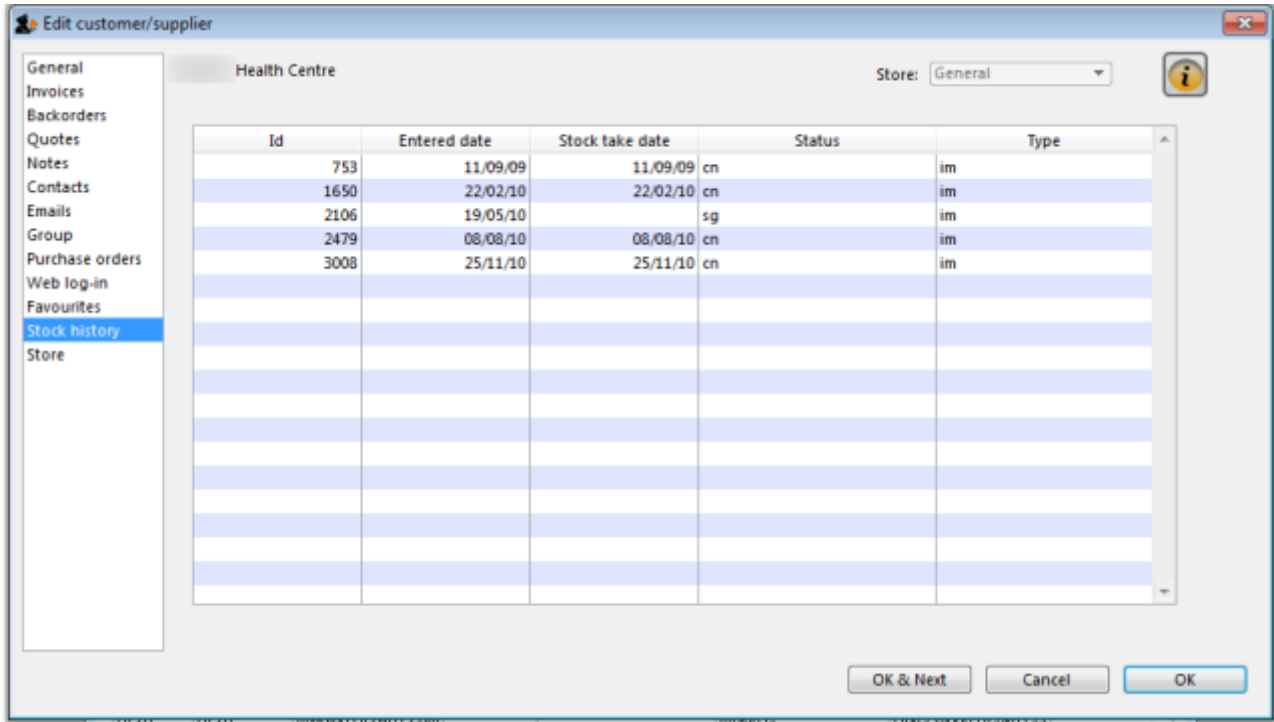 Edit customer/supplier
General
Invoices
Backorders
Quotes
Notes
Contacts
Emails
Group
Purchase orders
Web log-in
Favourites
Stock history
Store
Health Centre
Store: General
Id Entered date Stock take date Status Type
753 11/09/09 11/09/09 cn im
1650 22/02/10 22/02/10 cn im
2106 19/05/10 sg im
2479 08/08/10 08/08/10 cn im
3008 25/11/10 25/11/10 cn im
OK & Next Cancel OK